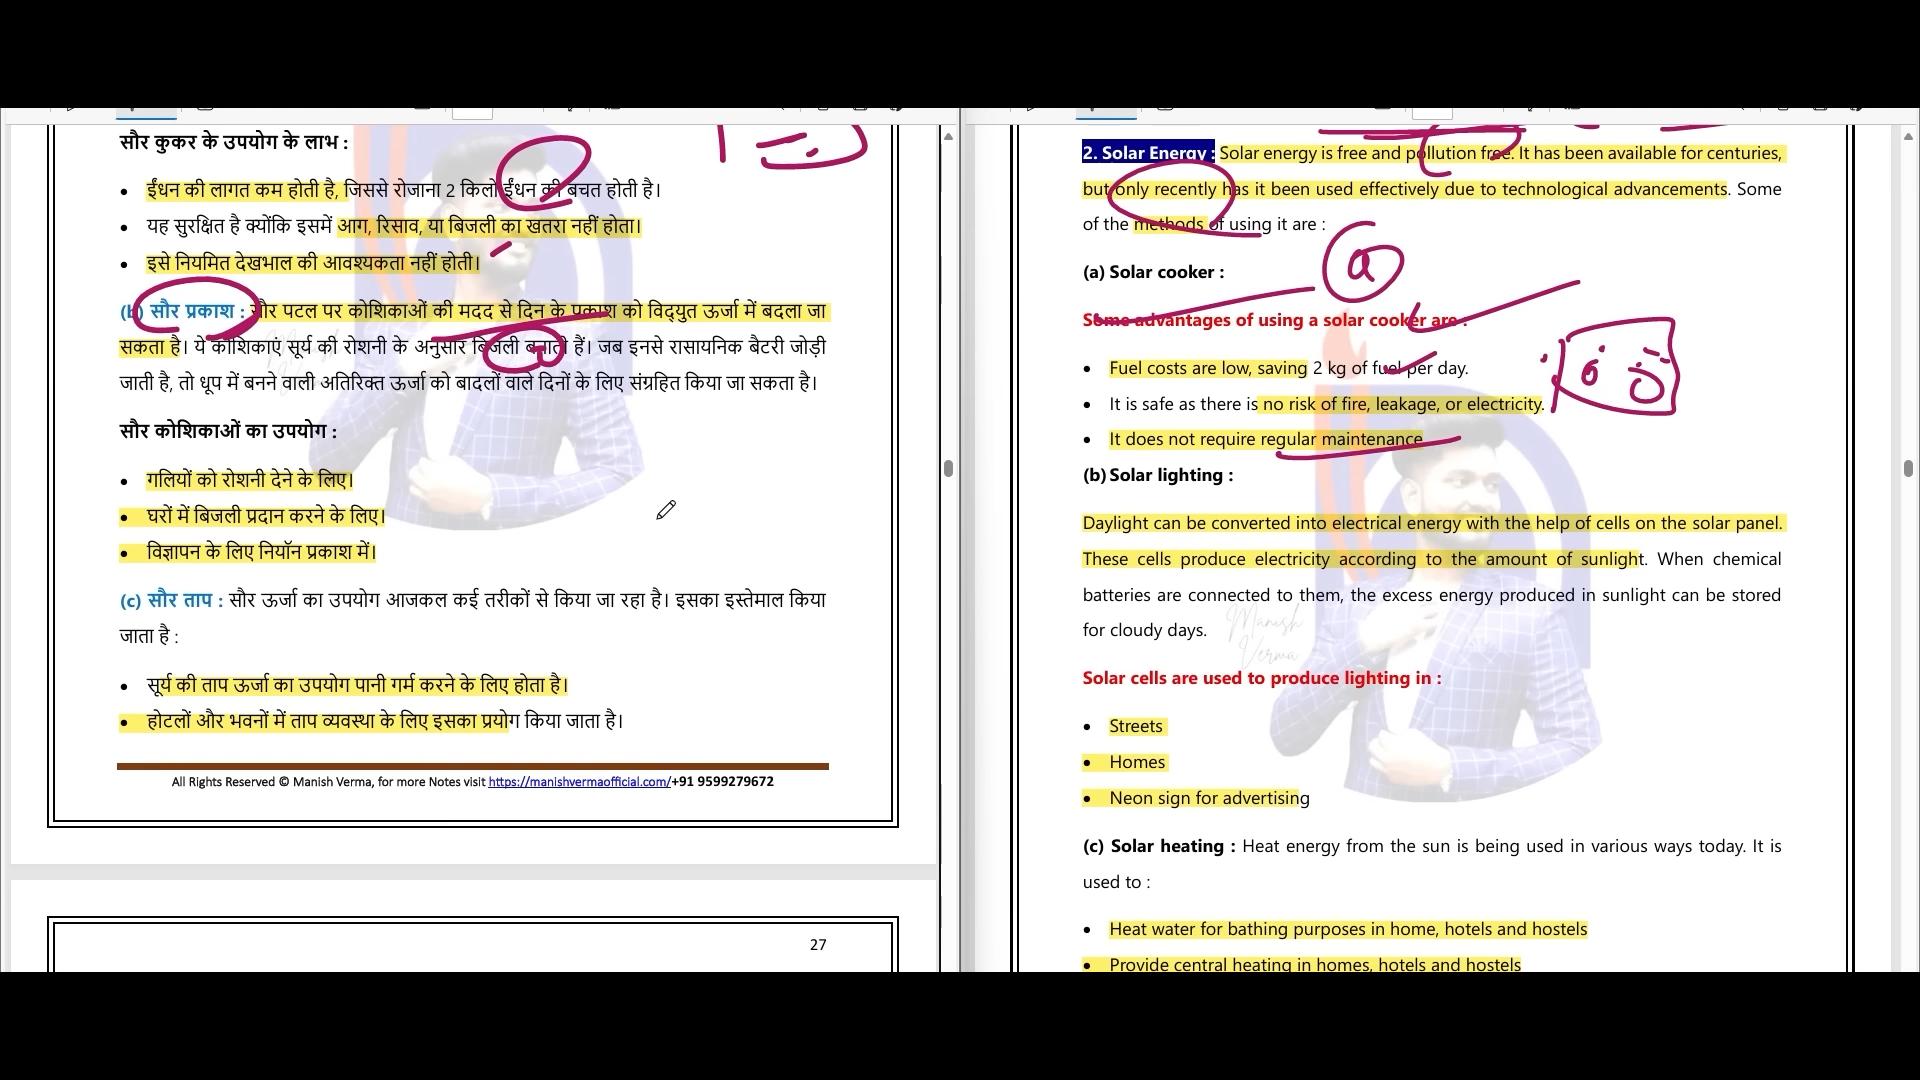 सौर कुकर के उपयोग के लाभ :
• ईंधन की लागत कम होती है, जिससे रोजाना 2 किलो ईंधन की बचत होती है।
• यह सुरक्षित है क्योंकि इसमें आग, रिसाव, या बिजली का खतरा नहीं होता।
• इसे नियमित देखभाल की आवश्यकता नहीं होती।
(b) सौर प्रकाश : सौर पटल पर कोशिकाओं की मदद से दिन के प्रकाश को विद्युत ऊर्जा में बदला जा
सकता है। ये कोशिकाएं सूर्य की रोशनी के अनुसार बिजली बनाती हैं। जब इनसे रासायनिक बैटरी जोड़ी
जाती है, तो धूप में बनने वाली अतिरिक्त ऊर्जा को बादलों वाले दिनों के लिए संग्रहित किया जा सकता है।
सौर कोशिकाओं का उपयोग :
• गलियों को रोशनी देने के लिए।
• घरों में बिजली प्रदान करने के लिए।
• विज्ञापन के लिए नियॉन प्रकाश में।
(c) सौर ताप : सौर ऊर्जा का उपयोग आजकल कई तरीकों से किया जा रहा है। इसका इस्तेमाल किया
जाता है :
• सूर्य की ताप ऊर्जा का उपयोग पानी गर्म करने के लिए होता है।
• होटलों और भवनों में ताप व्यवस्था के लिए इसका प्रयोग किया जाता है।
All Rights Reserved © Manish Verma, for more Notes visit https://manishvermaofficial.com/+91 9599279672
27
2. Solar Energy : Solar energy is free and pollution free. It has been available for centuries,
but only recently has it been used effectively due to technological advancements. Some
of the methods of using it are :
(a) Solar cooker :
a
Some advantages of using a solar cooker are :
• Fuel costs are low, saving 2 kg of fuel per day.
• It is safe as there is no risk of fire, leakage, or electricity.
• It does not require regular maintenance
(b) Solar lighting :
Daylight can be converted into electrical energy with the help of cells on the solar panel.
These cells produce electricity according to the amount of sunlight. When chemical
batteries are connected to them, the excess energy produced in sunlight can be stored
for cloudy days.
Manish
Verma
Solar cells are used to produce lighting in :
• Streets
• Homes
• Neon sign for advertising
(c) Solar heating : Heat energy from the sun is being used in various ways today. It is
used to :
• Heat water for bathing purposes in home, hotels and hostels
• Provide central heating in homes, hotels and hostels